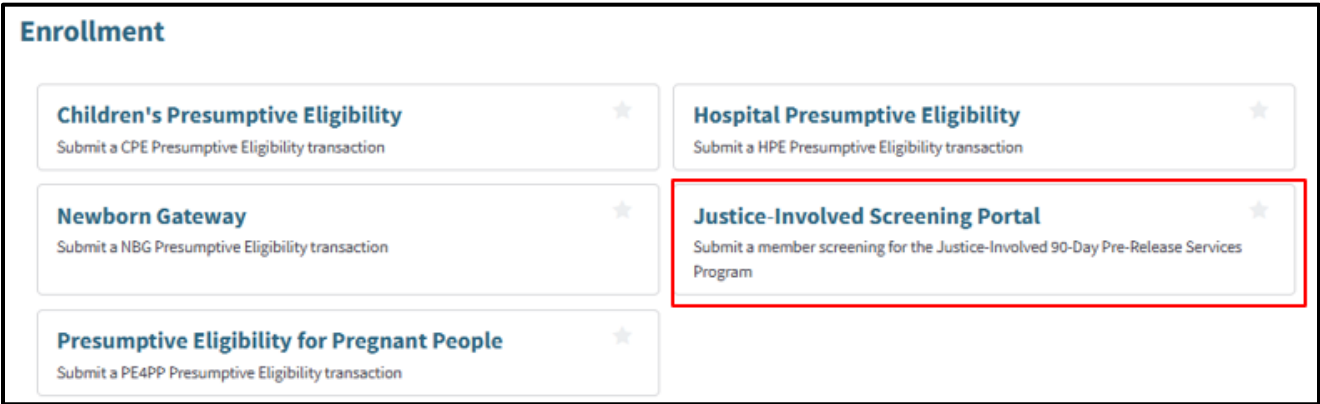 Enrollment
Children's Presumptive Eligibility
Submit a CPE Presumptive Eligibility transaction
Hospital Presumptive Eligibility
Submit a HPE Presumptive Eligibility transaction
Newborn Gateway
Submit a NBG Presumptive Eligibility transaction
Justice-Involved Screening Portal
Submit a member screening for the Justice-Involved 90-Day Pre-Release Services
Program
Presumptive Eligibility for Pregnant People
Submit a PE4PP Presumptive Eligibility transaction